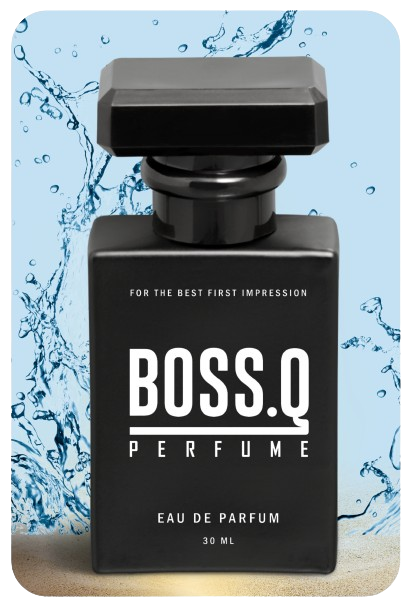 FOR THE BEST FIRST IMPRESSION
BOSS.Q
PERFUME
EAU DE PARFUM
30 ML